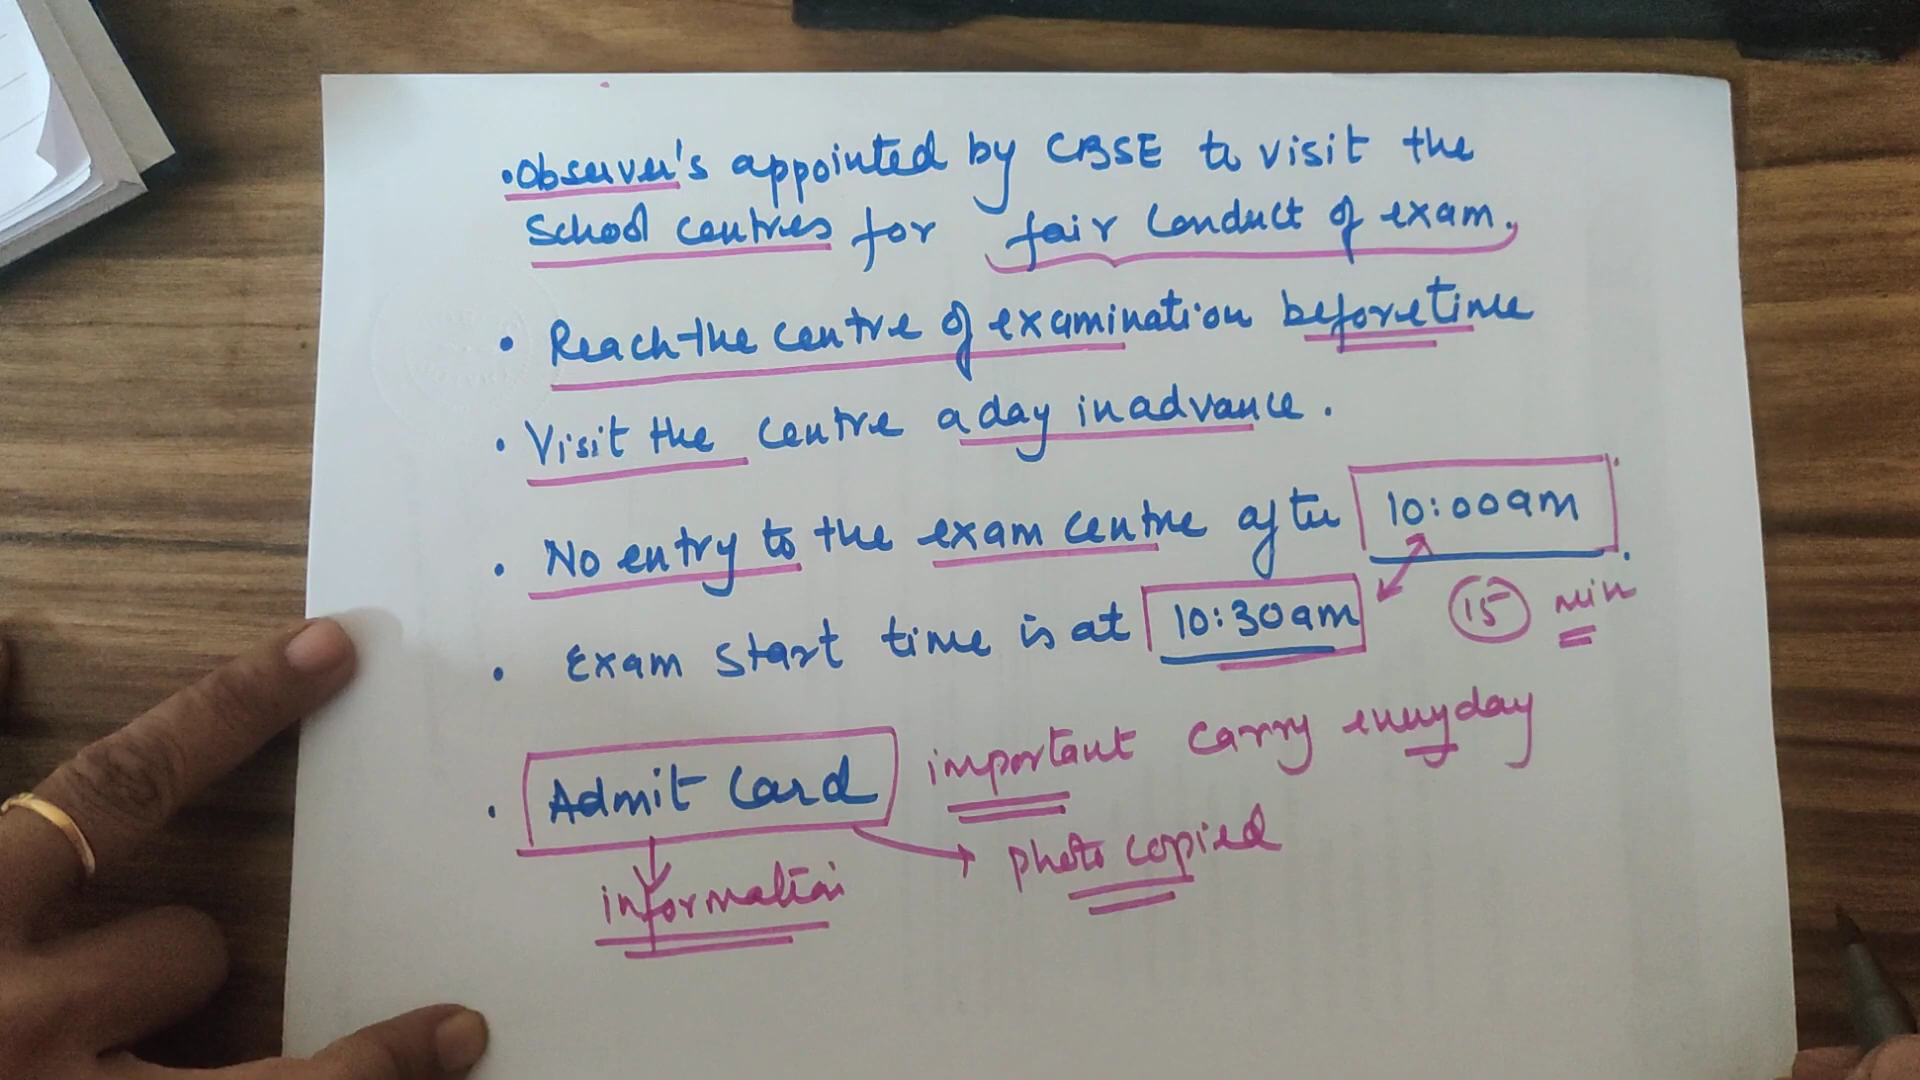 • Observer's appointed by CBSE to visit the
School centres for fair conduct of exam.
• Reach the centre of examination before time
• Visit the centre a day in advance.
• No entry to the exam centre after 10:00am
15 min
• Exam start time is at 10:30am
• Admit Card important carry everyday
information → photo copied